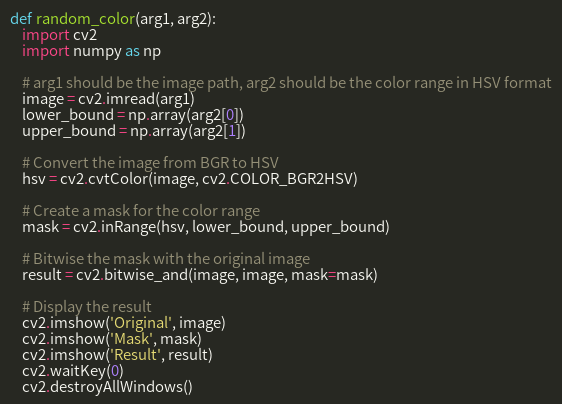 def random_color(arg1, arg2):
import cv2
import numpy as np
# arg1 should be the image path, arg2 should be the color range in HSV format
image = cv2.imread(arg1)
lower_bound = np.array(arg2[0])
upper_bound = np.array(arg2[1])
# Convert the image from BGR to HSV
hsv = cv2.cvtColor(image, cv2.COLOR_BGR2HSV)
# Create a mask for the color range
mask = cv2.inRange(hsv, lower_bound, upper_bound)
# Bitwise the mask with the original image
result = cv2.bitwise_and(image, image, mask=mask)
# Display the result
cv2.imshow('Original', image)
cv2.imshow('Mask', mask)
cv2.imshow('Result', result)
cv2.waitKey(0)
cv2.destroyAllWindows()